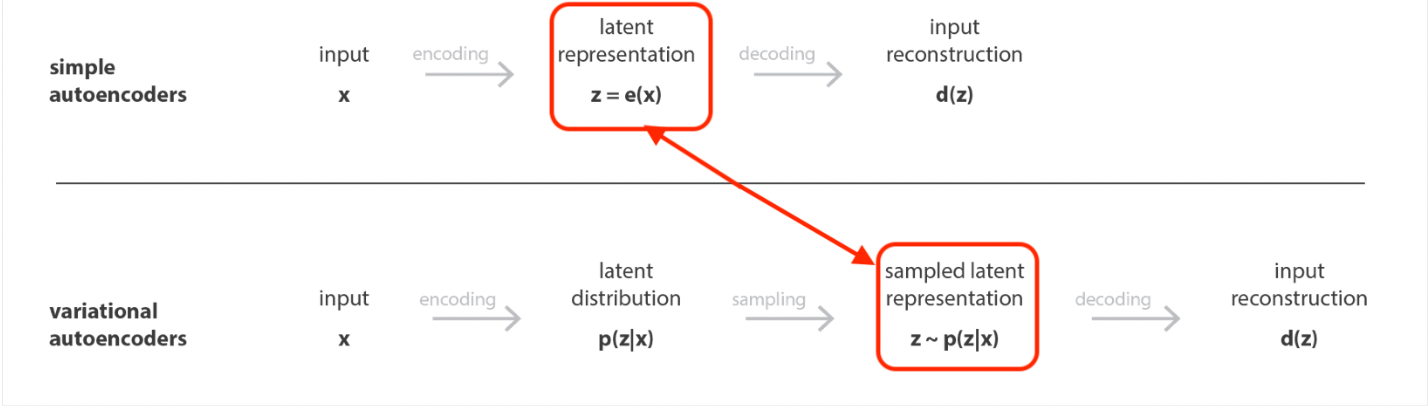 simple
autoencoders
input
x
encoding
latent
representation
z = e(x)
decoding
input
reconstruction
d(z)
variational
autoencoders
input
x
encoding
latent
distribution
p(z|x)
sampling
sampled latent
representation
z ~ p(z|x)
decoding
input
reconstruction
d(z)